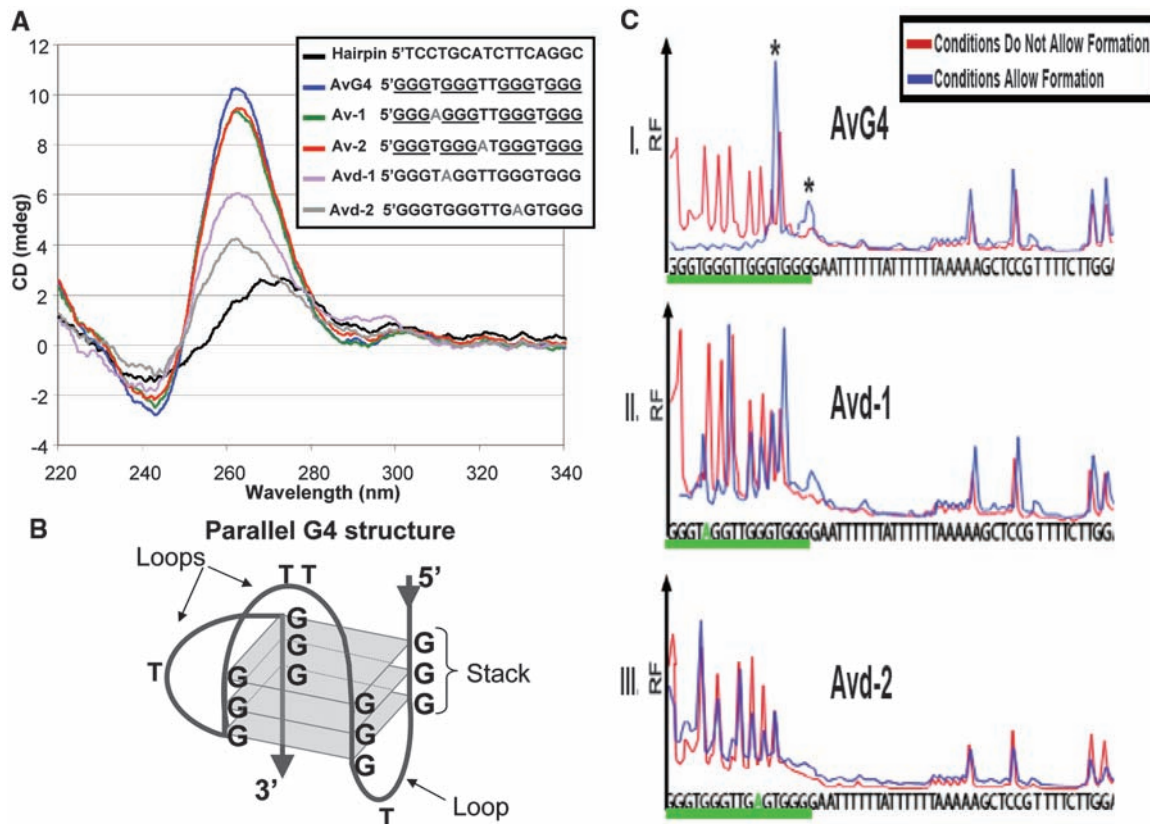 A
12
10
8
6
4
2
0
-2
-4
CD (mdeg)
Hairpin 5'TCCTGCATCTTCAGGC
AvG4 5'GGGTGGGTTGGGTGGG
Av-1 5'GGGAGGGTTGGGTGGG
Av-2 5'GGGTGGGATGGGTGGG
Avd-1 5'GGGTAGGTTGGGTGGG
Avd-2 5'GGGTGGGTTGAGTGGG
220 240 260 280 300 320 340
Wavelength (nm)
B
Parallel G4 structure
Loops
T T
5'
T
G
G
G
G
G
G
G
G
G
G
G
G
Stack
3'
T
Loop
C
Conditions Do Not Allow Formation
Conditions Allow Formation
I.
RF
AvG4
*
*
GGGTGGGTTGGGTGGGGAATTTTTTATTTTTTAAAAAGCTCCGTTTTCTTGGA
II.
RF
Avd-1
GGGTAGGTTGGGTGGGGAATTTTTTATTTTTTAAAAAGCTCCGTTTTCTTGGA
III.
RF
Avd-2
GGGTGGGTTGAGTGGGGAATTTTTTATTTTTTAAAAAGCTCCGTTTTCTTGGA